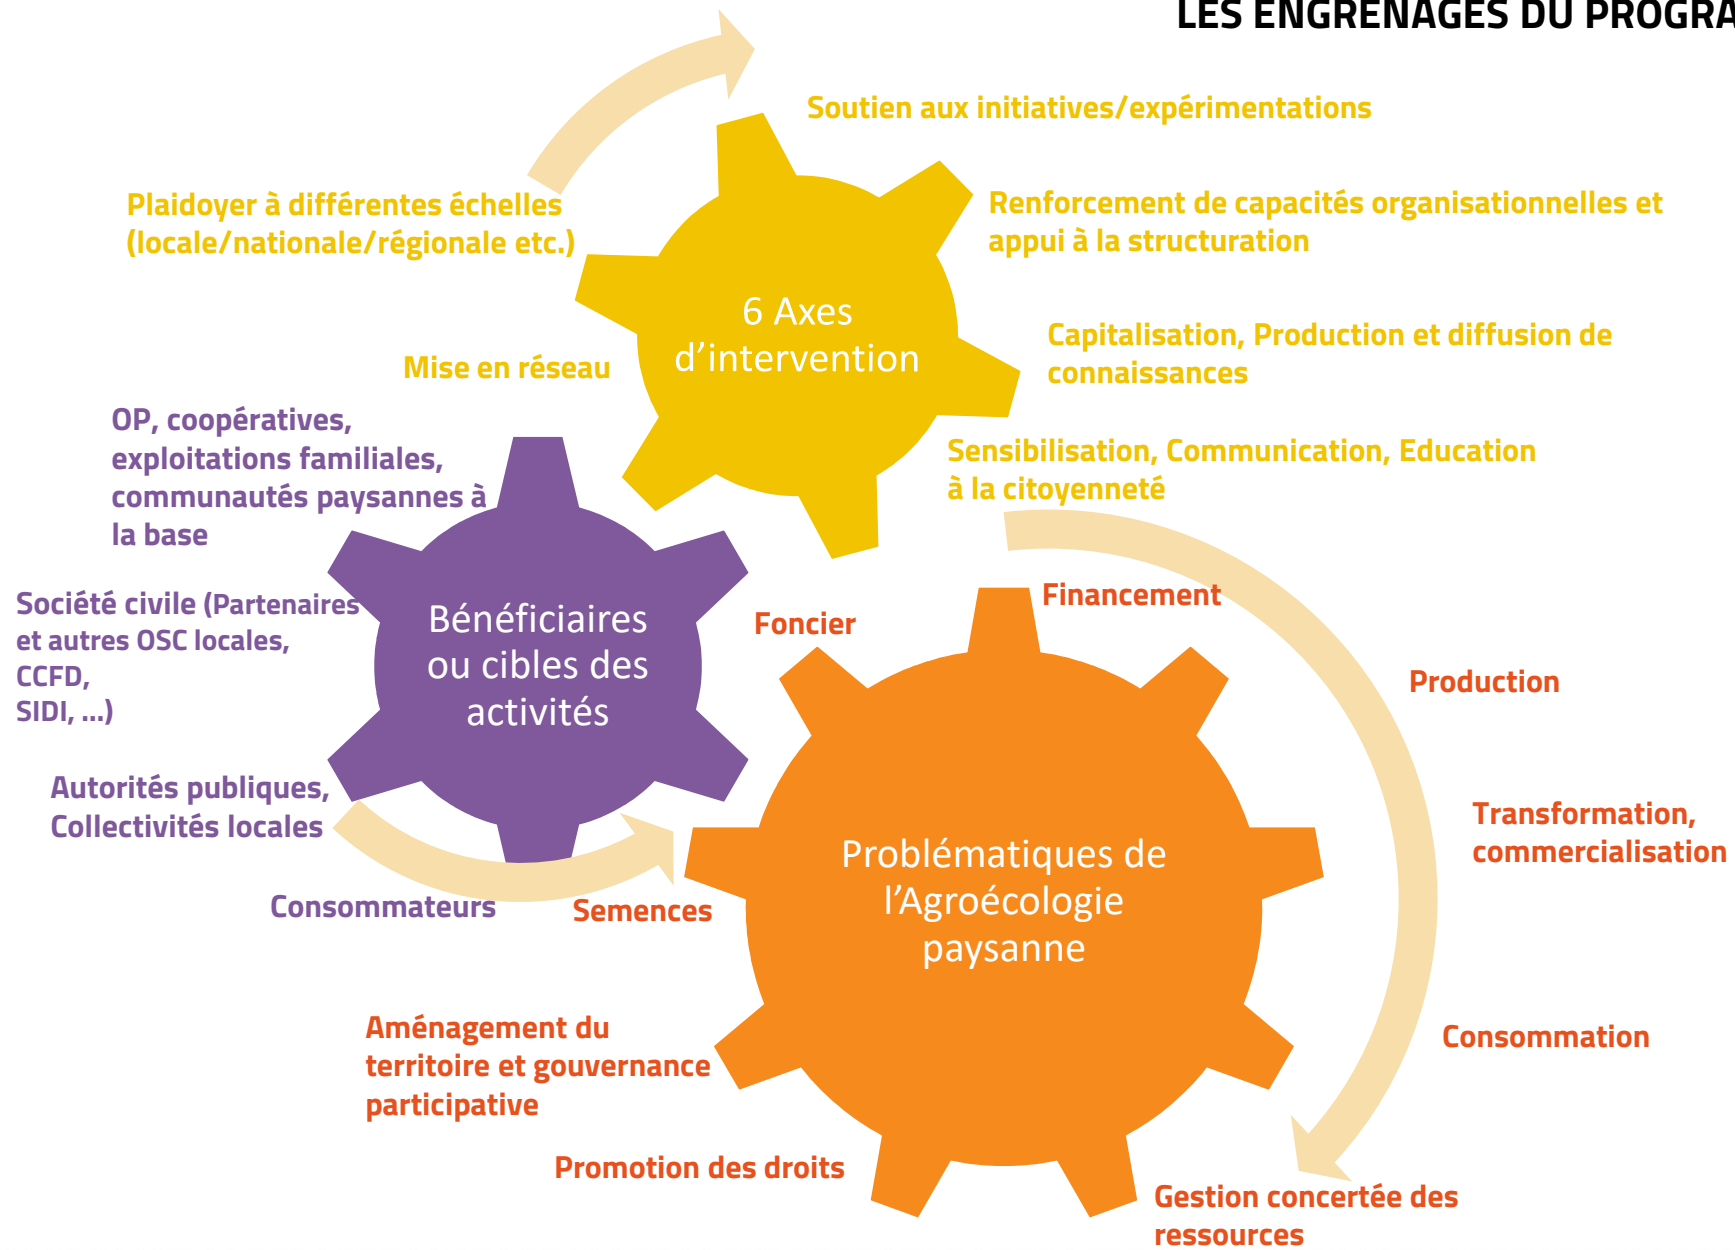 LES ENGRENAGES DU PROGRA
Soutien aux initiatives/expérimentations
Plaidoyer à différentes échelles
(locale/nationale/régionale etc.)
Renforcement de capacités organisationnelles et
appui à la structuration
6 Axes
d’intervention
Capitalisation, Production et diffusion de
connaissances
Mise en réseau
Sensibilisation, Communication, Education
à la citoyenneté
OP, coopératives,
exploitations familiales,
communautés paysannes à
la base
Société civile (Partenaires
et autres OSC locales,
CCFD,
SIDI, ...)
Bénéficiaires
ou cibles des
activités
Autorités publiques,
Collectivités locales
Consommateurs
Foncier
Financement
Production
Transformation,
commercialisation
Problématiques de
l’Agroécologie
paysanne
Semences
Aménagement du
territoire et gouvernance
participative
Consommation
Promotion des droits
Gestion concertée des
ressources